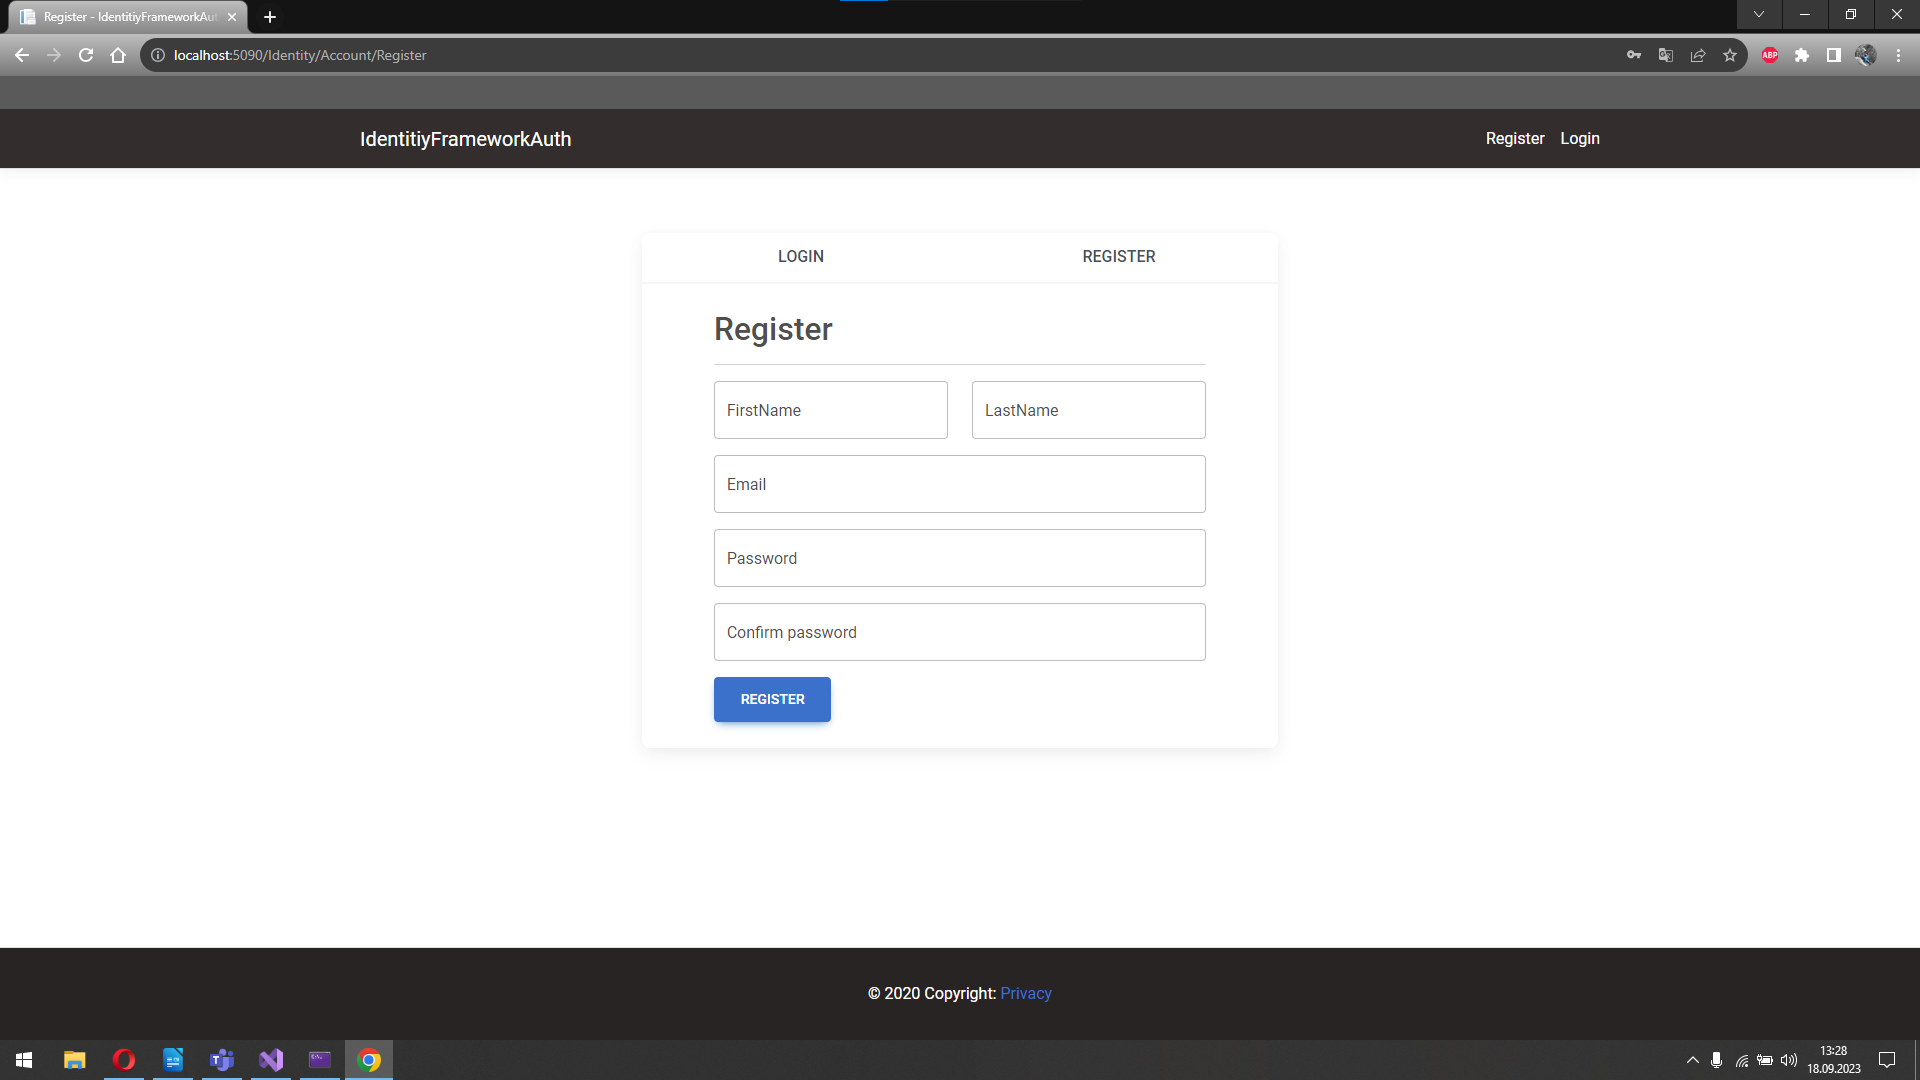 Register - IdentitiyFrameworkAut
localhost:5090/Identity/Account/Register
ABP
IdentitiyFrameworkAuth
Register Login
LOGIN REGISTER
Register
FirstName LastName
Email
Password
Confirm password
REGISTER
© 2020 Copyright: Privacy
13:28
18.09.2023